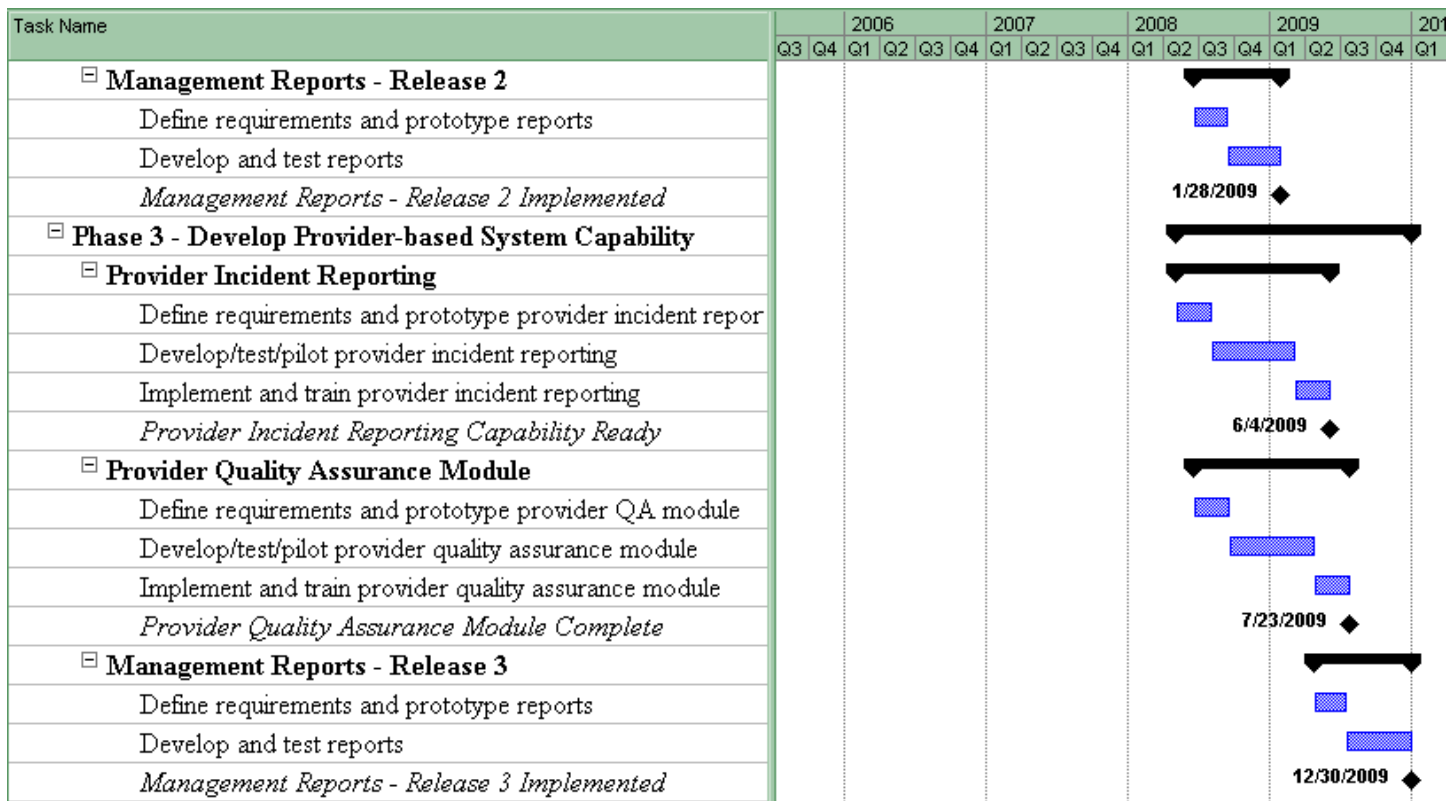 Task Name
2006 2007 2008 2009 201
Q3 Q4 Q1 Q2 Q3 Q4 Q1 Q2 Q3 Q4 Q1 Q2 Q3 Q4 Q1 Q2 Q3 Q4 Q1
Management Reports - Release 2
Define requirements and prototype reports
Develop and test reports
Management Reports - Release 2 Implemented 1/28/2009
Phase 3 - Develop Provider-based System Capability
Provider Incident Reporting
Define requirements and prototype provider incident repor
Develop/test/pilot provider incident reporting
Implement and train provider incident reporting
Provider Incident Reporting Capability Ready 6/4/2009
Provider Quality Assurance Module
Define requirements and prototype provider QA module
Develop/test/pilot provider quality assurance module
Implement and train provider quality assurance module
Provider Quality Assurance Module Complete 7/23/2009
Management Reports - Release 3
Define requirements and prototype reports
Develop and test reports
Management Reports - Release 3 Implemented 12/30/2009